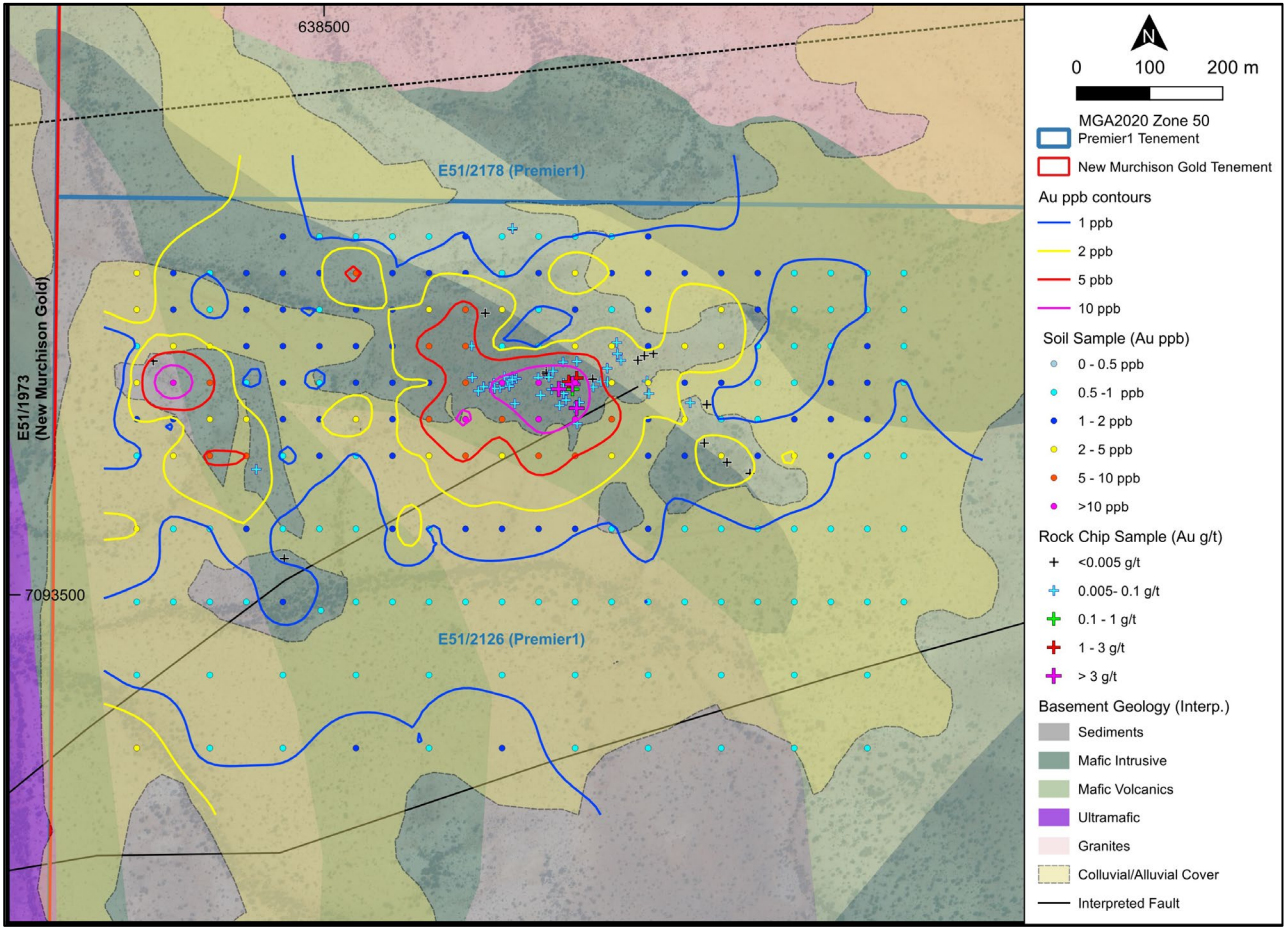 638500
E51/2178 (Premier1)
E51/1973
(New Murchison Gold)
7093500
E51/2126 (Premier1)
N
0 100 200 m
MGA2020 Zone 50
Premier1 Tenement
New Murchison Gold Tenement
Au ppb contours
1 ppb
2 ppb
5 ppb
10 ppb
Soil Sample (Au ppb)
0 - 0.5 ppb
0.5 -1 ppb
1 - 2 ppb
2 - 5 ppb
5 - 10 ppb
>10 ppb
Rock Chip Sample (Au g/t)
<0.005 g/t
0.005- 0.1 g/t
0.1 - 1 g/t
1 - 3 g/t
> 3 g/t
Basement Geology (Interp.)
Sediments
Mafic Intrusive
Mafic Volcanics
Ultramafic
Granites
Colluvial/Alluvial Cover
Interpreted Fault